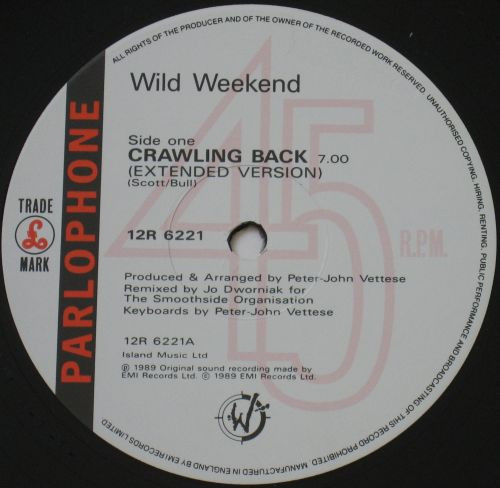 ALL RIGHTS OF THE PRODUCER AND OF THE OWNER OF THE RECORDED WORK RESERVED. UNAUTHORISED COPYING, HIRING, RENTING, PUBLIC PERFORMANCE AND BROADCASTING OF THIS RECORD PROHIBITED. MANUFACTURED IN ENGLAND BY EMI RECORDS LIMITED
PARLOPHONE
TRADE
£
MARK
45
R.P.M.
Wild Weekend
Side one
CRAWLING BACK 7.00
(EXTENDED VERSION)
(Scott/Bull)
12R 6221
Produced & Arranged by Peter-John Vettese
Remixed by Jo Dworniak for
The Smoothside Organisation
Keyboards by Peter-John Vettese
12R 6221A
Island Music Ltd
℗ 1989 Original sound recording made by
EMI Records Ltd. © 1989 EMI Records Ltd.
W